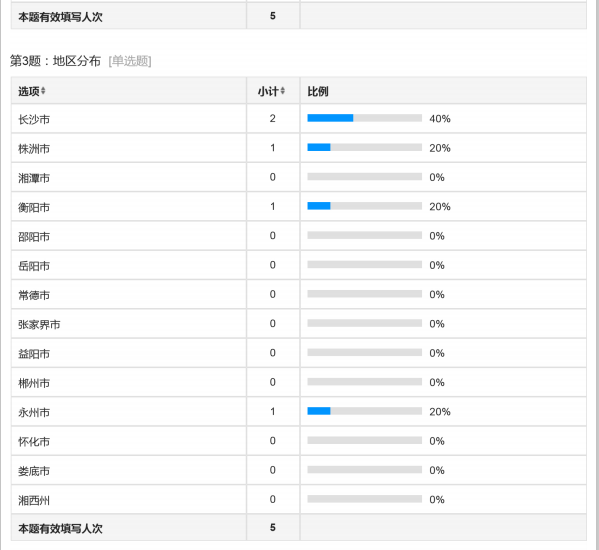 本题有效填写人次 5
第3题：地区分布 [单选题]
选项 小计 比例
长沙市 2 40%
株洲市 1 20%
湘潭市 0 0%
衡阳市 1 20%
邵阳市 0 0%
岳阳市 0 0%
常德市 0 0%
张家界市 0 0%
益阳市 0 0%
郴州市 0 0%
永州市 1 20%
怀化市 0 0%
娄底市 0 0%
湘西州 0 0%
本题有效填写人次 5